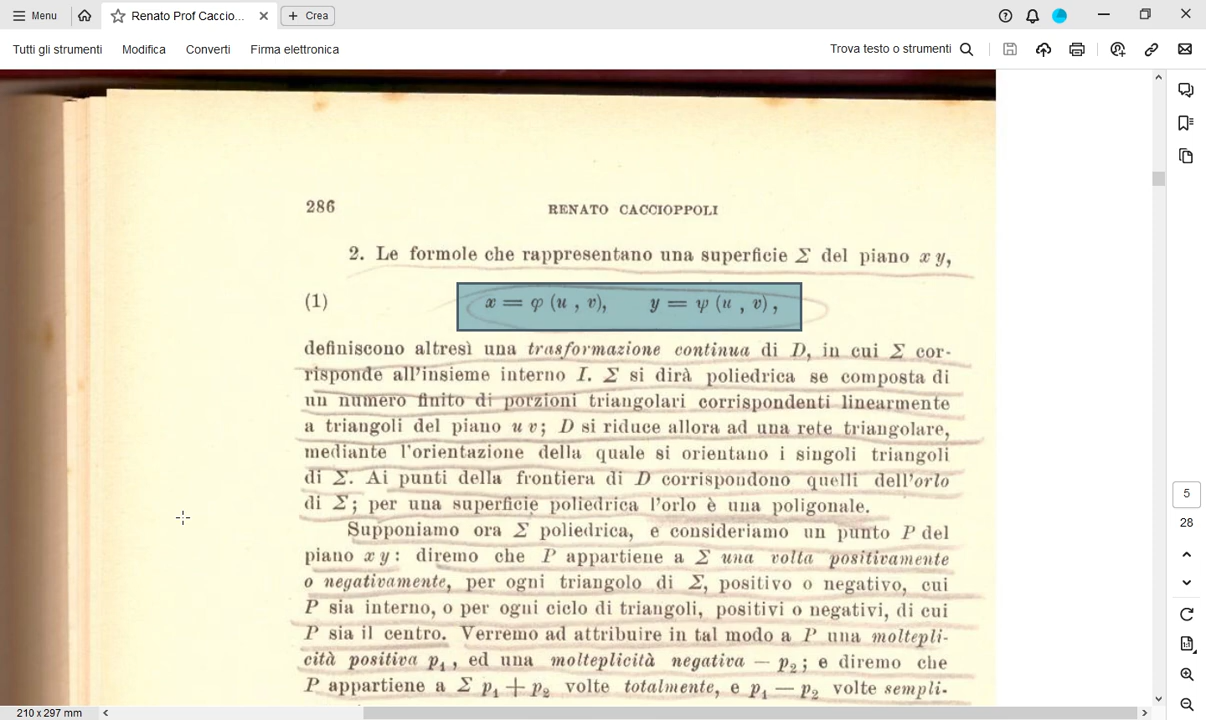 Menu
Renato Prof Caccio...
Crea
Tutti gli strumenti Modifica Converti Firma elettronica Trova testo o strumenti
286 RENATO CACCIOPPOLI
2. Le formole che rappresentano una superficie Σ del piano x y,
(1) x = φ (u , v), y = ψ (u , v) ,
definiscono altresì una trasformazione continua di D, in cui Σ cor-
risponde all'insieme interno I. Σ si dirà poliedrica se composta di
un numero finito di porzioni triangolari corrispondenti linearmente
a triangoli del piano u v; D si riduce allora ad una rete triangolare,
mediante l'orientazione della quale si orientano i singoli triangoli
di Σ. Ai punti della frontiera di D corrispondono quelli dell'orlo
di Σ; per una superficie poliedrica l'orlo è una poligonale.
Supponiamo ora Σ poliedrica, e consideriamo un punto P del
piano x y: diremo che P appartiene a Σ una volta positivamente
o negativamente, per ogni triangolo di Σ, positivo o negativo, cui
P sia interno, o per ogni ciclo di triangoli, positivi o negativi, di cui
P sia il centro. Verremo ad attribuire in tal modo a P una moltepli-
cità positiva p₁, ed una molteplicità negativa — p₂; e diremo che
P appartiene a Σ p₁ + p₂ volte totalmente, e p₁ — p₂ volte sempli-
5
28
210 x 297 mm